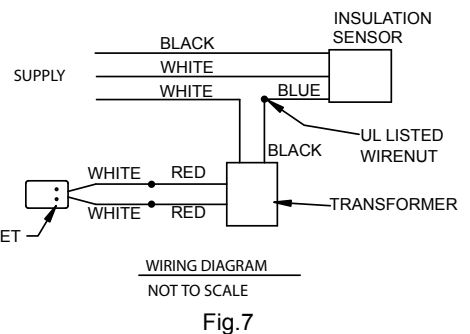 INSULATION
SENSOR
BLACK
SUPPLY
WHITE
WHITE
BLUE
UL LISTED
WIRENUT
BLACK
WHITE
RED
TRANSFORMER
WHITE
RED
ET
WIRING DIAGRAM
NOT TO SCALE
Fig.7